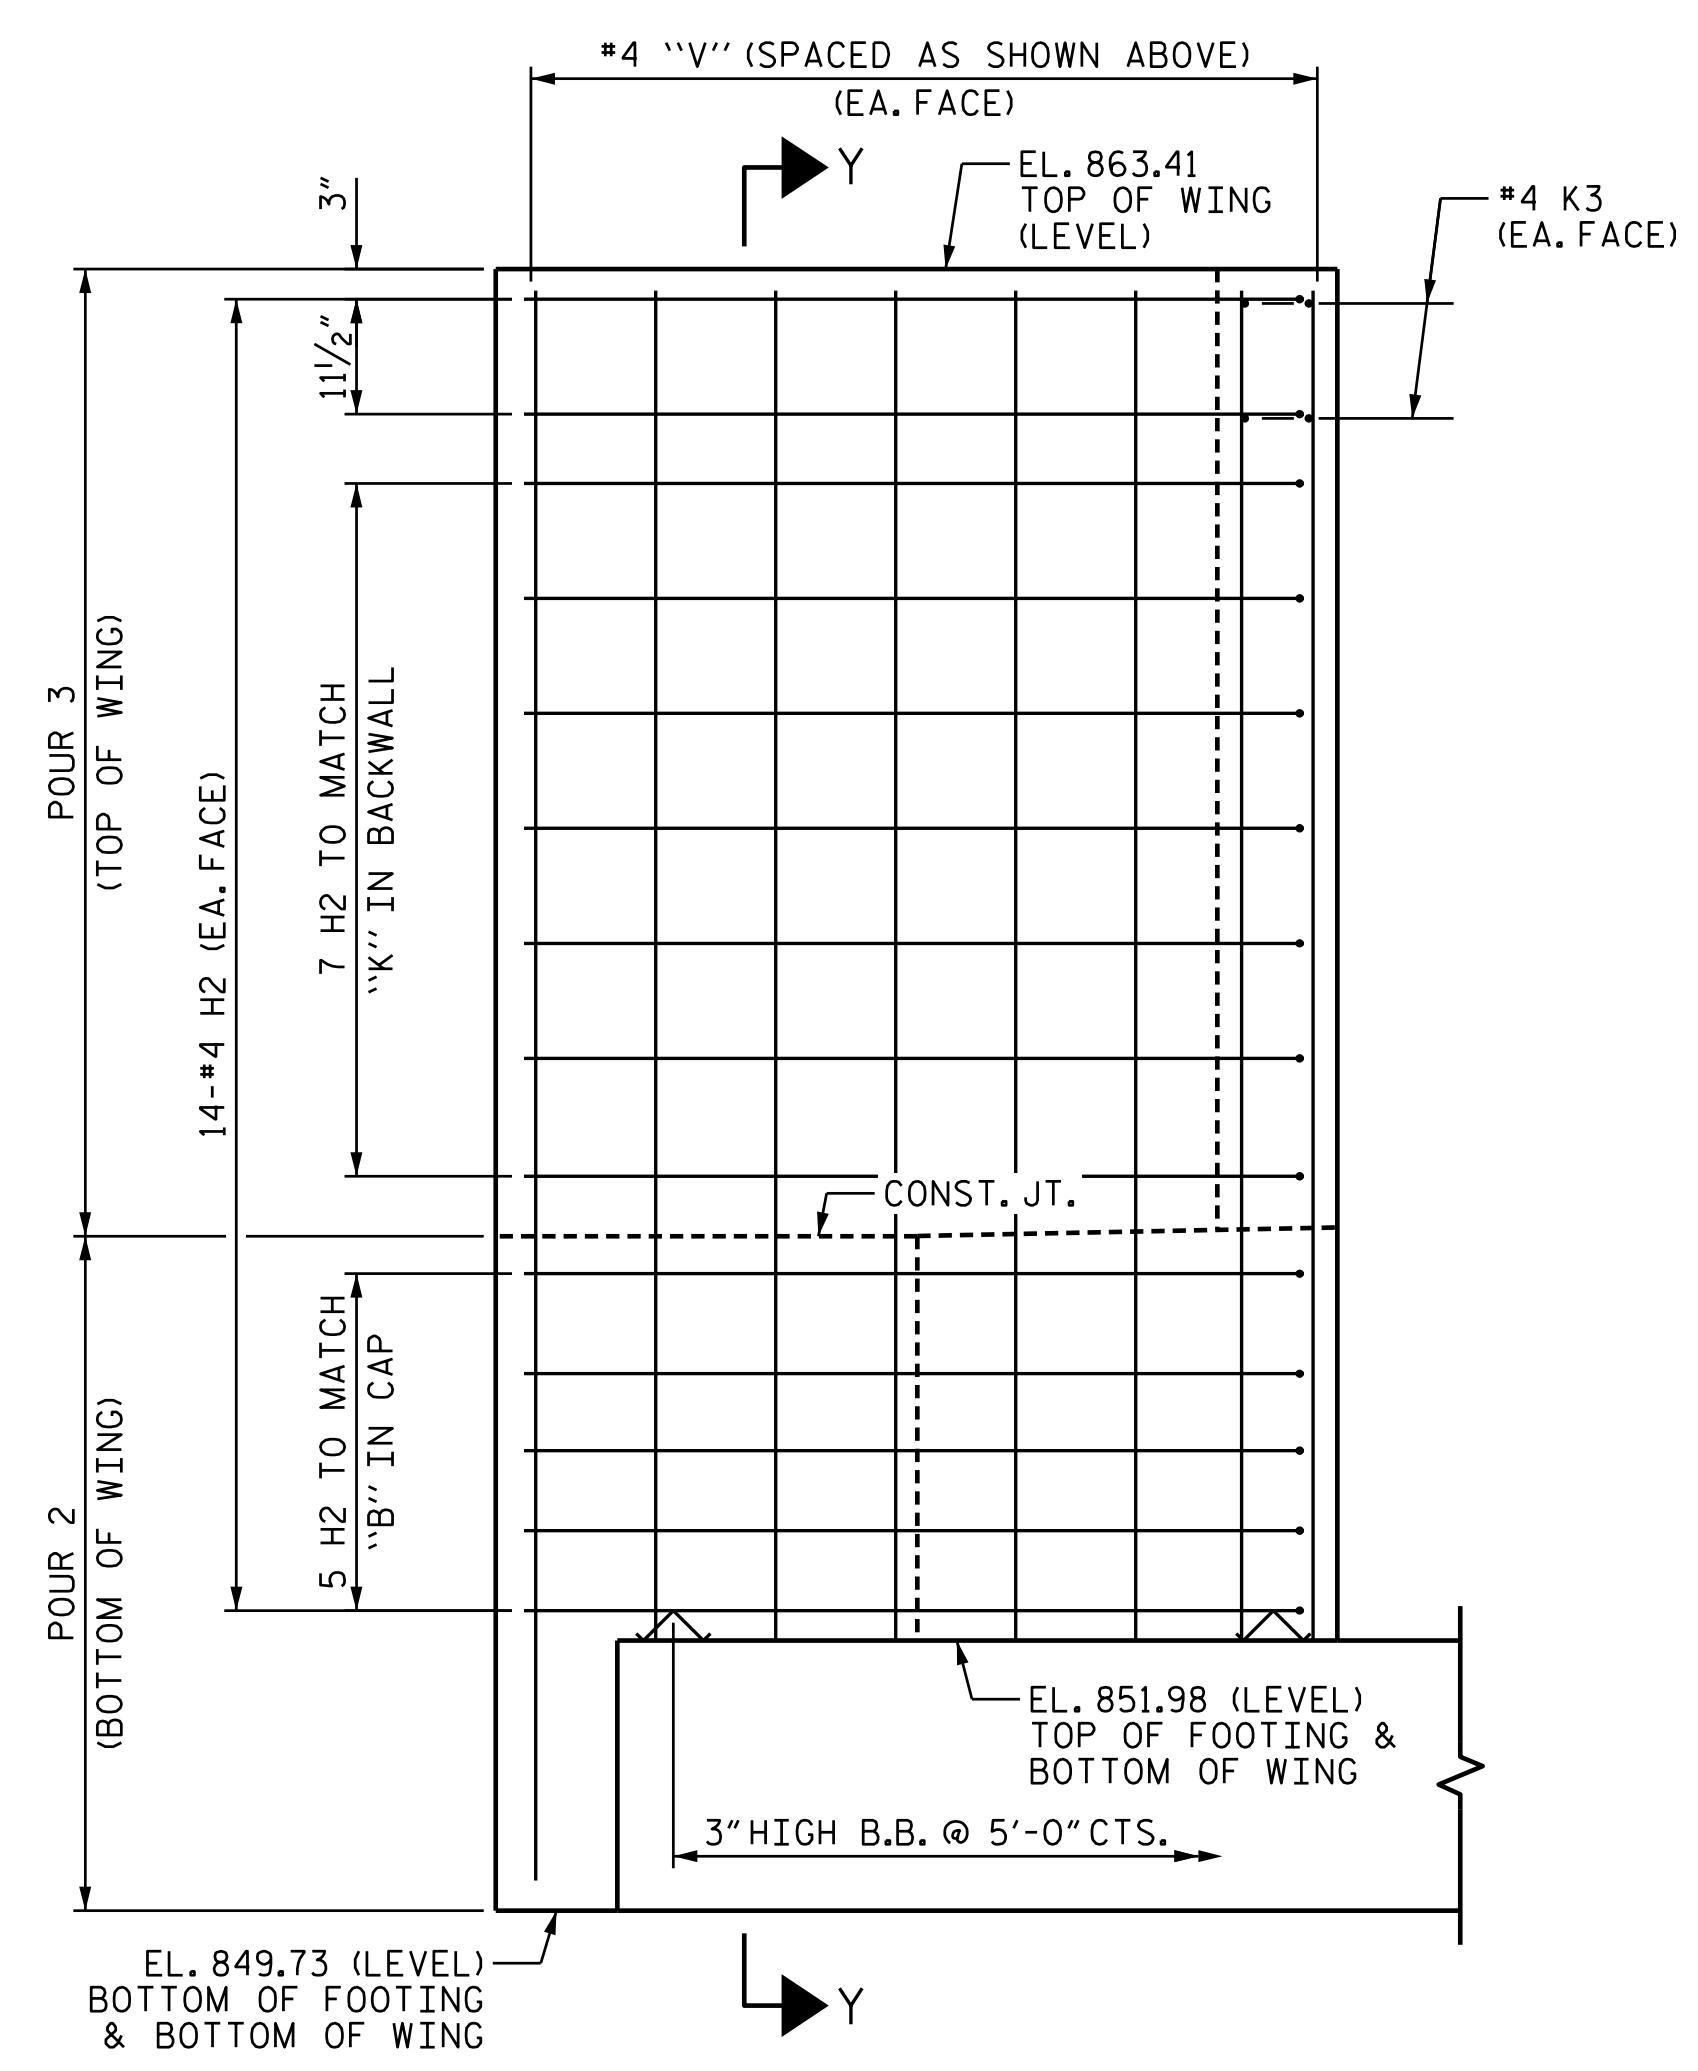 #4 "V" (SPACED AS SHOWN ABOVE)
(EA. FACE)
Y
EL. 863.41
TOP OF WING
(LEVEL)
#4 K3
(EA. FACE)
3"
11 1/2"
POUR 3
(TOP OF WING)
14-#4 H2 (EA. FACE)
7 H2 TO MATCH
"K" IN BACKWALL
CONST. JT.
5 H2 TO MATCH
"B" IN CAP
POUR 2
(BOTTOM OF WING)
EL. 851.98 (LEVEL)
TOP OF FOOTING &
BOTTOM OF WING
3" HIGH B.B. @ 5'-0" CTS.
EL. 849.73 (LEVEL)
BOTTOM OF FOOTING
& BOTTOM OF WING
Y